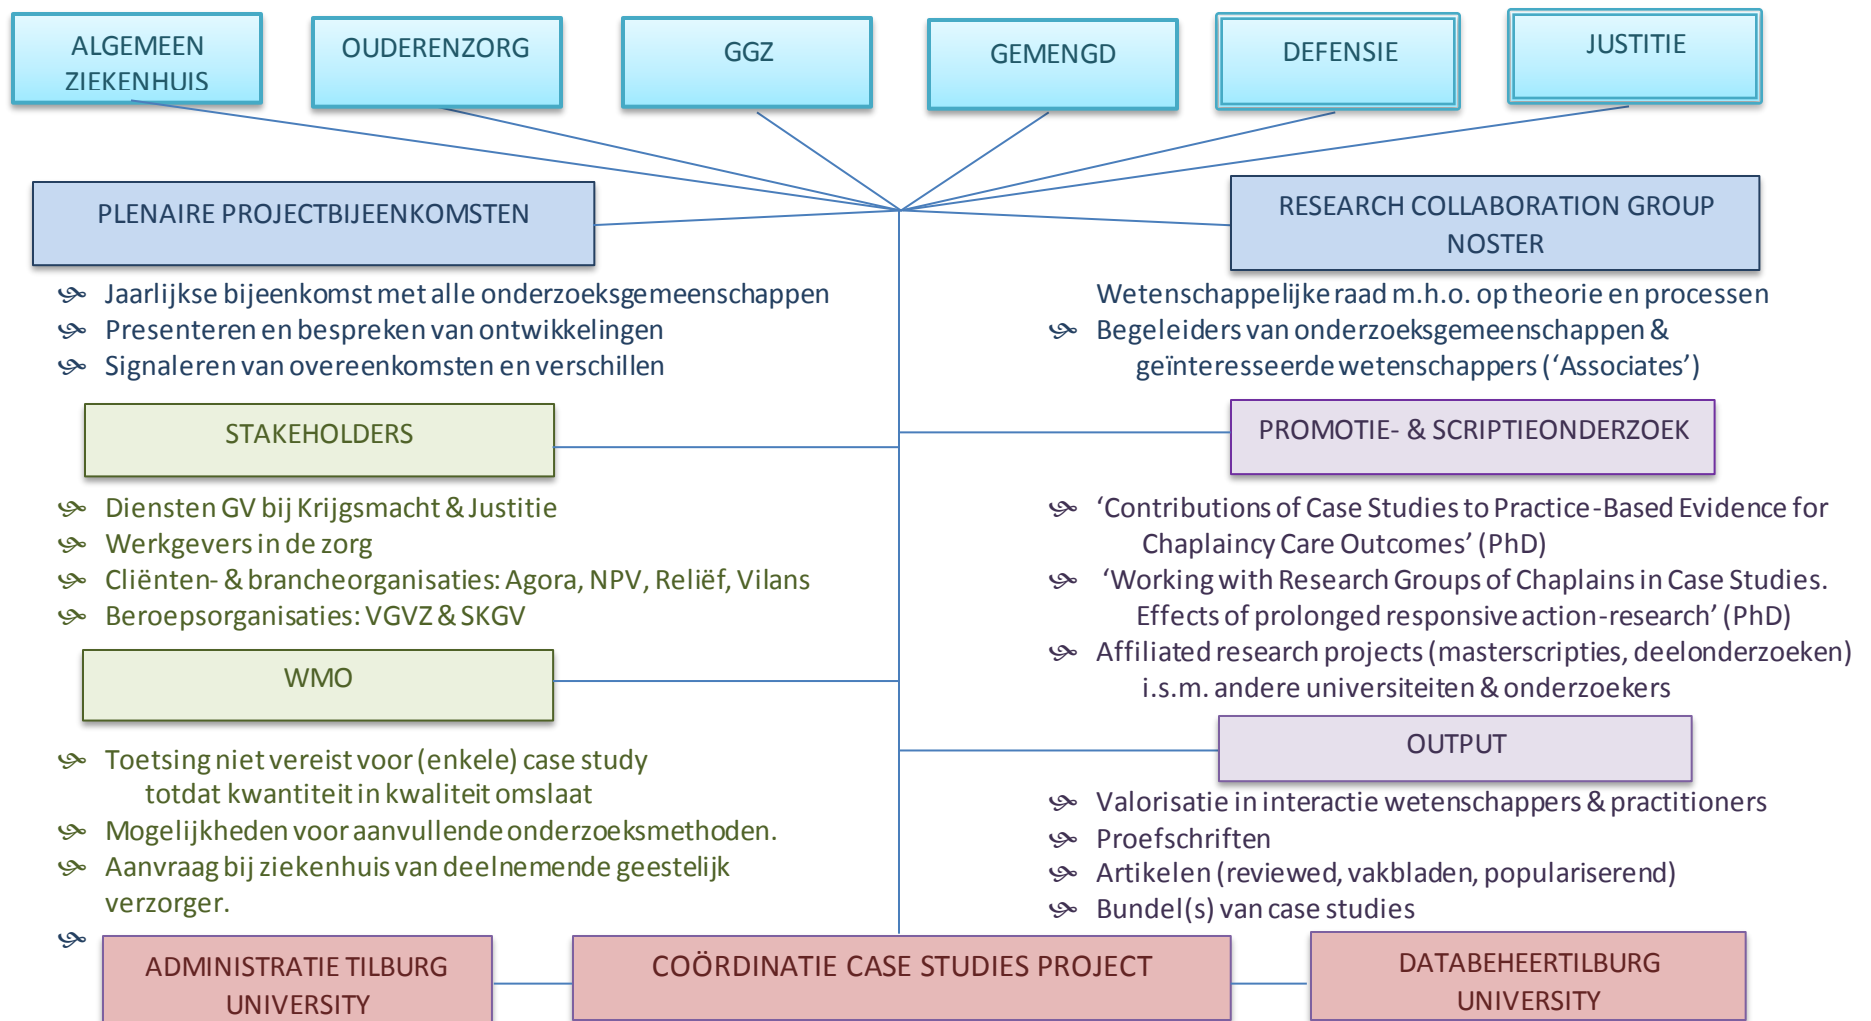 ALGEMEEN
ZIEKENHUIS
OUDERENZORG
GGZ
GEMENGD
DEFENSIE
JUSTITIE
PLENAIRE PROJECTBIJEENKOMSTEN
Jaarlijkse bijeenkomst met alle onderzoeksgemeenschappen
Presenteren en bespreken van ontwikkelingen
Signaleren van overeenkomsten en verschillen
RESEARCH COLLABORATION GROUP
NOSTER
Wetenschappelijke raad m.h.o. op theorie en processen
Begeleiders van onderzoeksgemeenschappen &
geïnteresseerde wetenschappers (‘Associates’)
STAKEHOLDERS
Diensten GV bij Krijgsmacht & Justitie
Werkgevers in de zorg
Cliënten- & brancheorganisaties: Agora, NPV, Reliëf, Vilans
Beroepsorganisaties: VGVZ & SKGV
PROMOTIE- & SCRIPTIEONDERZOEK
‘Contributions of Case Studies to Practice-Based Evidence for
Chaplaincy Care Outcomes’ (PhD)
‘Working with Research Groups of Chaplains in Case Studies.
Effects of prolonged responsive action-research’ (PhD)
Affiliated research projects (masterscripties, deelonderzoeken)
i.s.m. andere universiteiten & onderzoekers
WMO
Toetsing niet vereist voor (enkele) case study
totdat kwantiteit in kwaliteit omslaat
Mogelijkheden voor aanvullende onderzoeksmethoden.
Aanvraag bij ziekenhuis van deelnemende geestelijk
verzorger.
OUTPUT
Valorisatie in interactie wetenschappers & practitioners
Proefschriften
Artikelen (reviewed, vakbladen, populariserend)
Bundel(s) van case studies
ADMINISTRATIE TILBURG
UNIVERSITY
COÖRDINATIE CASE STUDIES PROJECT
DATABEHEERTILBURG
UNIVERSITY